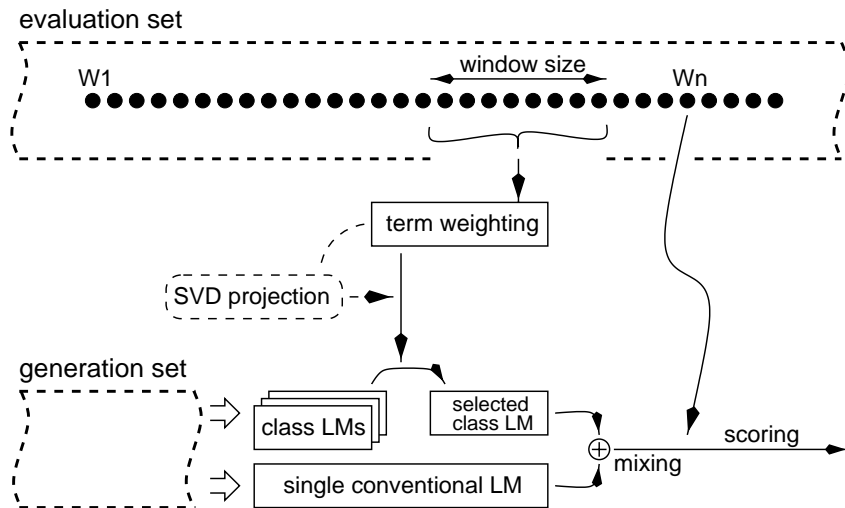 evaluation set
window size
W1
Wn
term weighting
SVD projection
generation set
class LMs
selected
class LM
scoring
mixing
single conventional LM